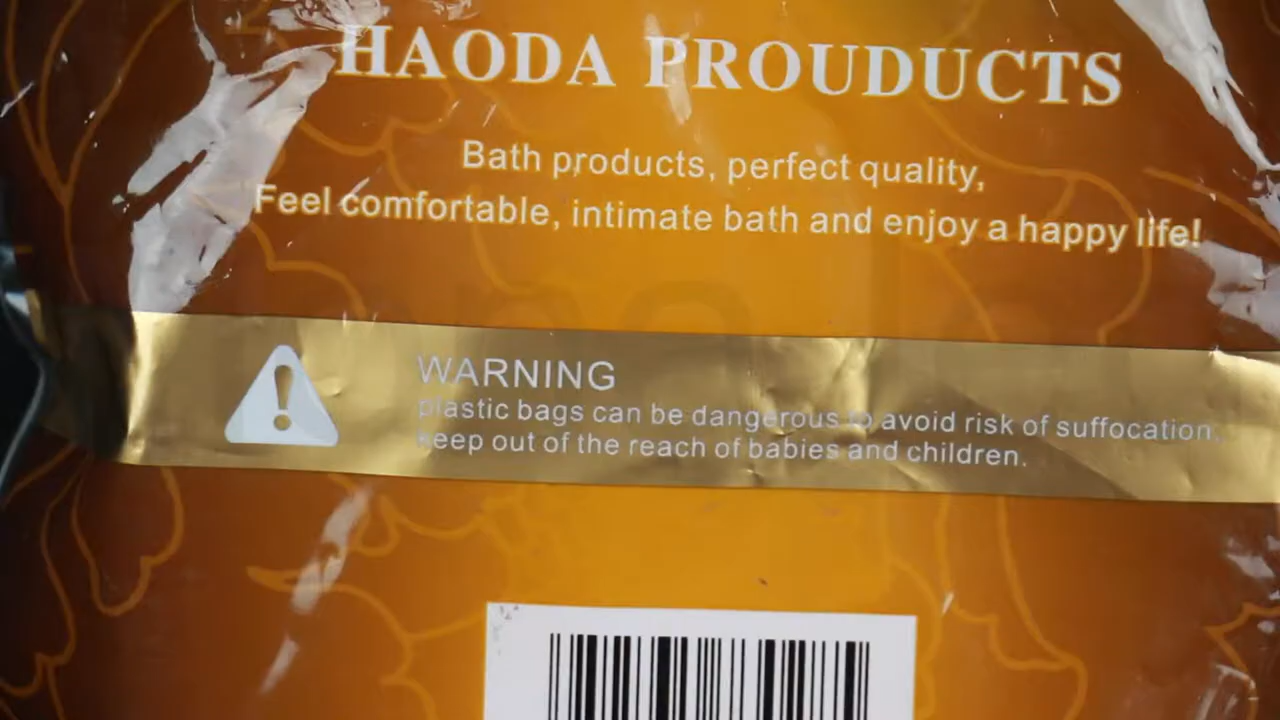 HAODA PROUDUCTS
Bath products, perfect quality,
Feel comfortable, intimate bath and enjoy a happy life!
WARNING
plastic bags can be dangerous to avoid risk of suffocation,
keep out of the reach of babies and children.